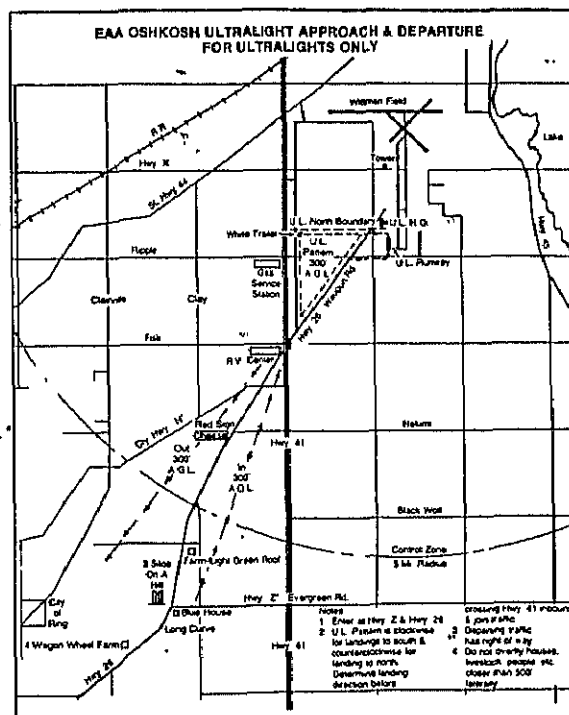 EAA OSHKOSH ULTRALIGHT APPROACH & DEPARTURE
FOR ULTRALIGHTS ONLY
Wittman Field
Lake
R R
Tower
Hwy
St. Hwy 44
Hwy 45
U.L. North Boundary
U.L. H.Q.
White Trailer
U.L.
Pattern
300'
A G L
Ripple
U.L. Runway
Gas
Service
Station
Clairville
Clay
Hwy 26 Waupun Rd
Fisk
RV Center
Cty Hwy
Red Sign
Cheese
Nekimi
Out
300'
A G L.
In
300'
A G L
Hwy 41
Black Wolf
Control Zone
5 Mi Radius
Farm-Light Green Roof
3 Silos
On A
Hill
Hwy Z Evergreen Rd.
City
of
Blue House
Long Curve
4 Wagon Wheel Farm
Hwy 26
Hwy 41
Notes
1 Enter at Hwy Z & Hwy 26
2 U L. Pattern is clockwise
for landings to south &
counterclockwise for
landing to north.
Determine landing
direction before
crossing Hwy 41 inbound
& join traffic
3 Departing traffic
has right of way
4 Do not overfly houses,
livestock people etc.
closer than 500'
laterally